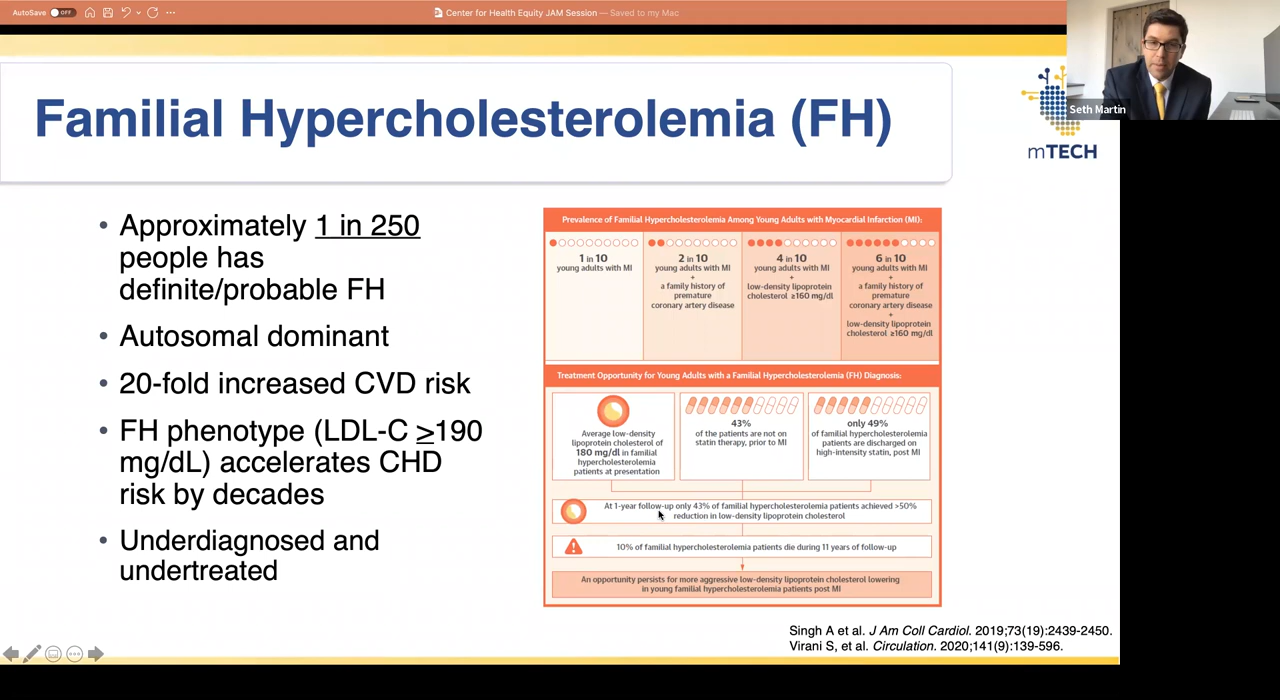 AutoSave OFF
Center for Health Equity JAM Session — Saved to my Mac
Seth Martin
mTECH
Familial Hypercholesterolemia (FH)
• Approximately 1 in 250
people has
definite/probable FH
• Autosomal dominant
• 20-fold increased CVD risk
• FH phenotype (LDL-C ≥190
mg/dL) accelerates CHD
risk by decades
• Underdiagnosed and
undertreated
Prevalence of Familial Hypercholesterolemia Among Young Adults with Myocardial Infarction (MI):
1 in 10
young adults with MI
2 in 10
young adults with MI
+
a family history of
premature
coronary artery disease
4 in 10
young adults with MI
+
low-density lipoprotein
cholesterol ≥160 mg/dl
6 in 10
young adults with MI
+
a family history of
premature
coronary artery disease
+
low-density lipoprotein
cholesterol ≥160 mg/dl
Treatment Opportunity for Young Adults with a Familial Hypercholesterolemia (FH) Diagnosis:
Average low-density
lipoprotein cholesterol of
180 mg/dl in familial
hypercholesterolemia
patients at presentation
43%
of the patients are not on
statin therapy, prior to MI
only 49%
of familial hypercholesterolemia
patients are discharged on
high-intensity statin, post MI
At 1-year follow-up only 43% of familial hypercholesterolemia patients achieved >50%
reduction in low-density lipoprotein cholesterol
10% of familial hypercholesterolemia patients die during 11 years of follow-up
An opportunity persists for more aggressive low-density lipoprotein cholesterol lowering
in young familial hypercholesterolemia patients post MI
Singh A et al. J Am Coll Cardiol. 2019;73(19):2439-2450.
Virani S, et al. Circulation. 2020;141(9):139-596.